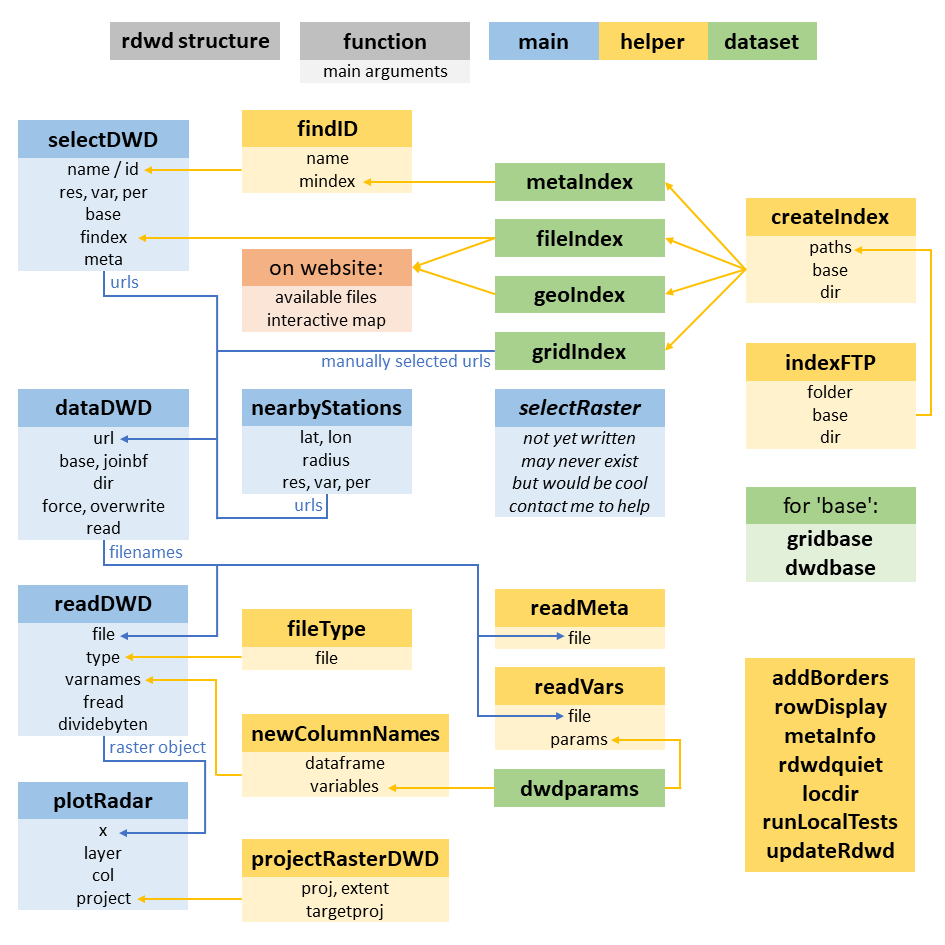 rdwd structure
function
main arguments
main
helper
dataset
selectDWD
name / id
res, var, per
base
findex
meta
urls
findID
name
mindex
metaIndex
fileIndex
geoIndex
gridIndex
createIndex
paths
base
dir
on website:
available files
interactive map
manually selected urls
indexFTP
folder
base
dir
dataDWD
url
base, joinbf
dir
force, overwrite
read
filenames
nearbyStations
lat, lon
radius
res, var, per
urls
selectRaster
not yet written
may never exist
but would be cool
contact me to help
for 'base':
gridbase
dwdbase
readDWD
file
type
varnames
fread
dividebyten
raster object
fileType
file
readMeta
file
readVars
file
params
newColumnNames
dataframe
variables
dwdparams
addBorders
rowDisplay
metaInfo
rdwdquiet
locdir
runLocalTests
updateRdwd
plotRadar
x
layer
col
project
projectRasterDWD
proj, extent
targetproj